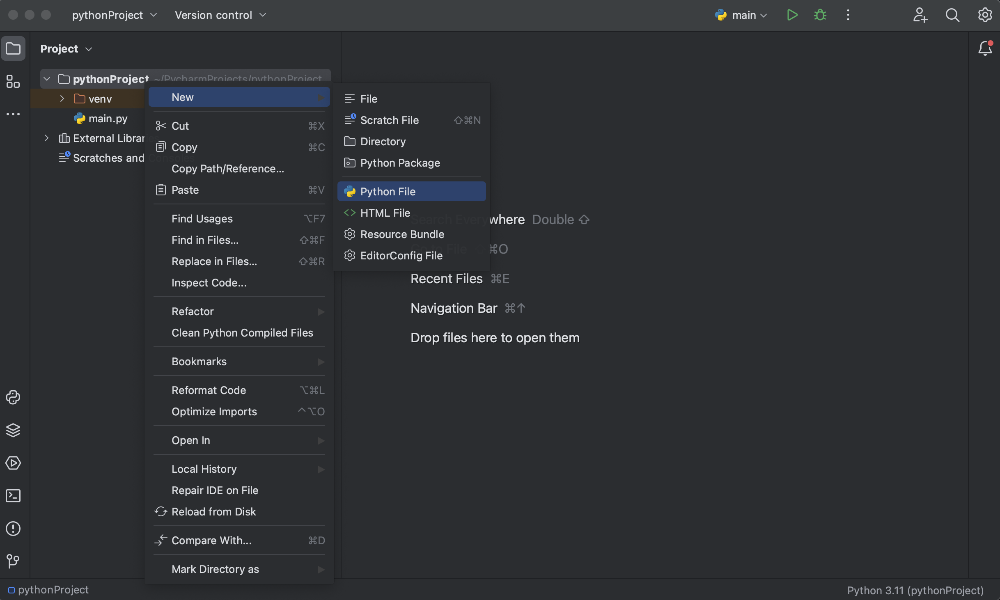 pythonProject
Version control
main
Project
pythonProject ~/PycharmProjects/pythonProject
venv
main.py
External Libraries
Scratches and Consoles
New
Cut ⌘X
Copy ⌘C
Copy Path/Reference...
Paste ⌘V
Find Usages ⌥F7
Find in Files... ⇧⌘F
Replace in Files... ⇧⌘R
Inspect Code...
Refactor
Clean Python Compiled Files
Bookmarks
Reformat Code ⌥⌘L
Optimize Imports ^⌥O
Open In
Local History
Repair IDE on File
Reload from Disk
Compare With... ⌘D
Mark Directory as
File
Scratch File ⇧⌘N
Directory
Python Package
Python File
HTML File
Resource Bundle
EditorConfig File
Search Everywhere Double ⇧
Go to File ⇧⌘O
Recent Files ⌘E
Navigation Bar ⌘↑
Drop files here to open them
pythonProject
Python 3.11 (pythonProject)